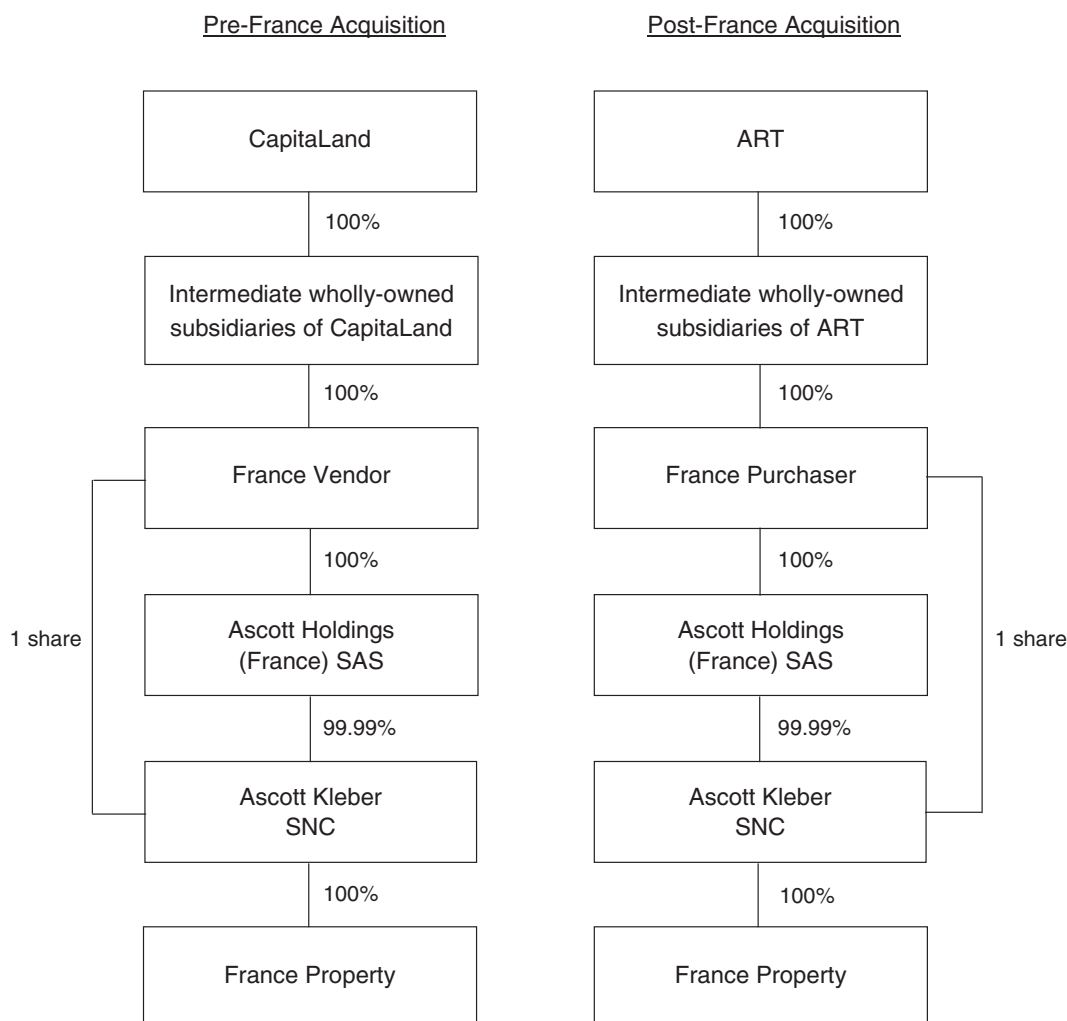 Pre-France Acquisition
CapitaLand
100%
Intermediate wholly-owned
subsidiaries of CapitaLand
100%
France Vendor
100%
1 share
Ascott Holdings
(France) SAS
99.99%
Ascott Kleber
SNC
100%
France Property
Post-France Acquisition
ART
100%
Intermediate wholly-owned
subsidiaries of ART
100%
France Purchaser
100%
Ascott Holdings
(France) SAS
1 share
99.99%
Ascott Kleber
SNC
100%
France Property